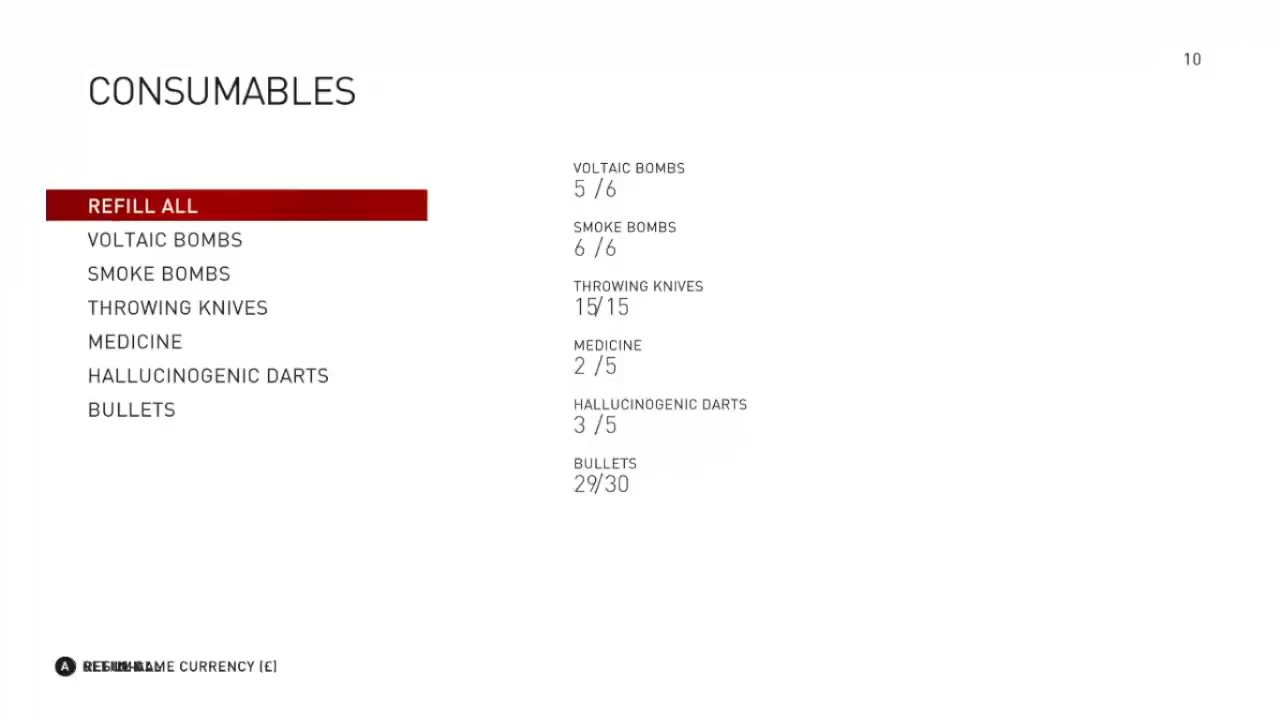 10
CONSUMABLES
REFILL ALL
VOLTAIC BOMBS
SMOKE BOMBS
THROWING KNIVES
MEDICINE
HALLUCINOGENIC DARTS
BULLETS
VOLTAIC BOMBS
5 /6
SMOKE BOMBS
6 /6
THROWING KNIVES
15/15
MEDICINE
2 /5
HALLUCINOGENIC DARTS
3 /5
BULLETS
29/30
A CURRENCY (£)